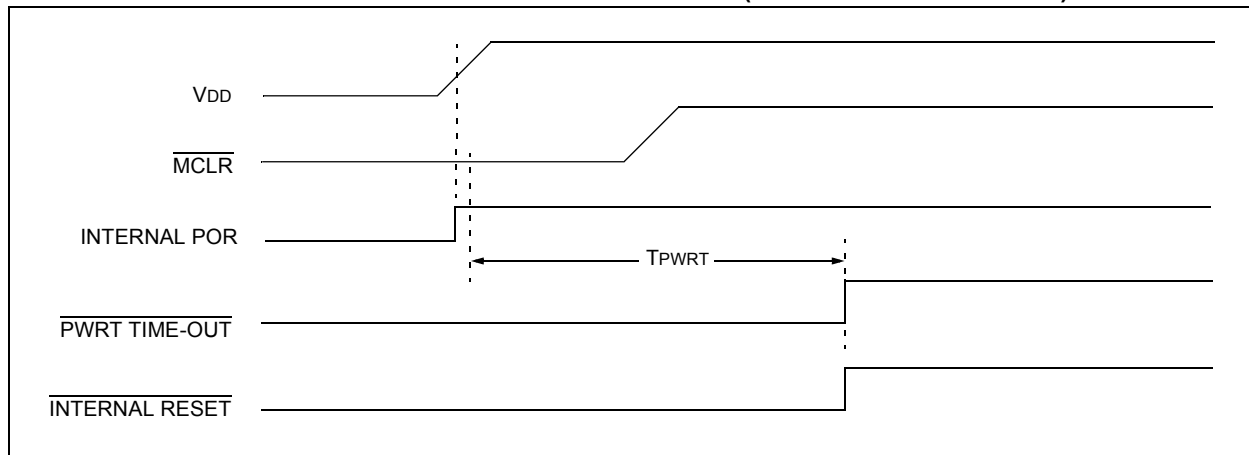 VDD
MCLR
INTERNAL POR
TPWRT
PWRT TIME-OUT
INTERNAL RESET